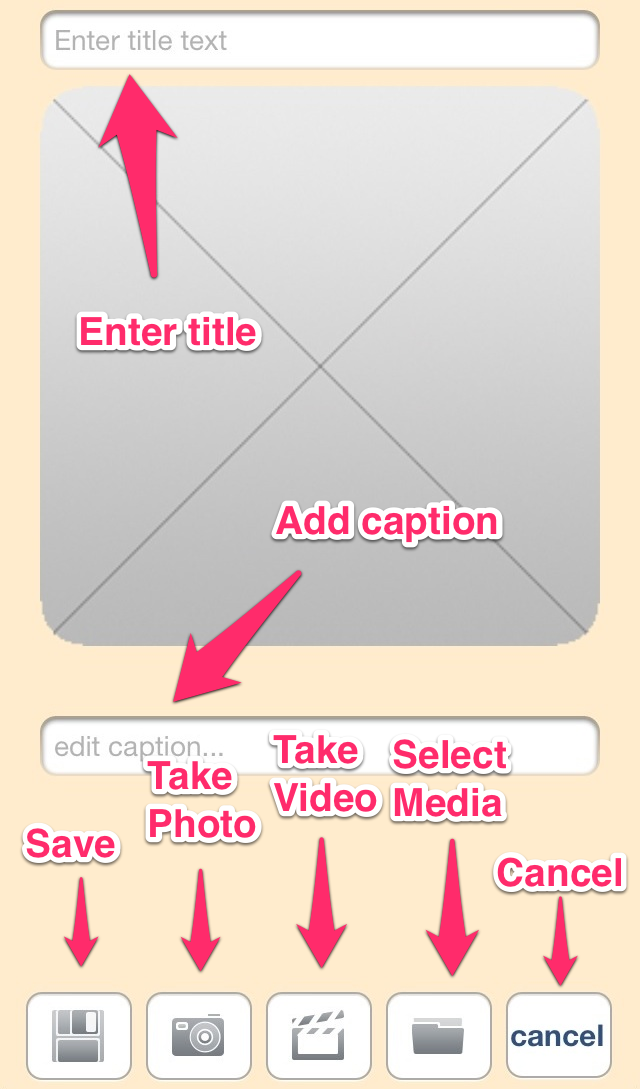 Enter title text
Enter title
Add caption
edit caption...
Take
Photo
Take
Video
Select
Media
Save
Cancel
cancel